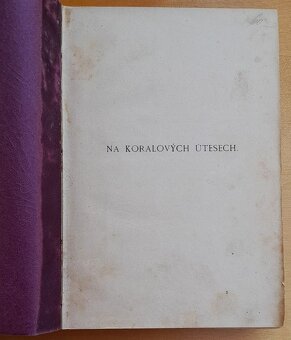 NA KORALOVÝCH ÚTESECH.